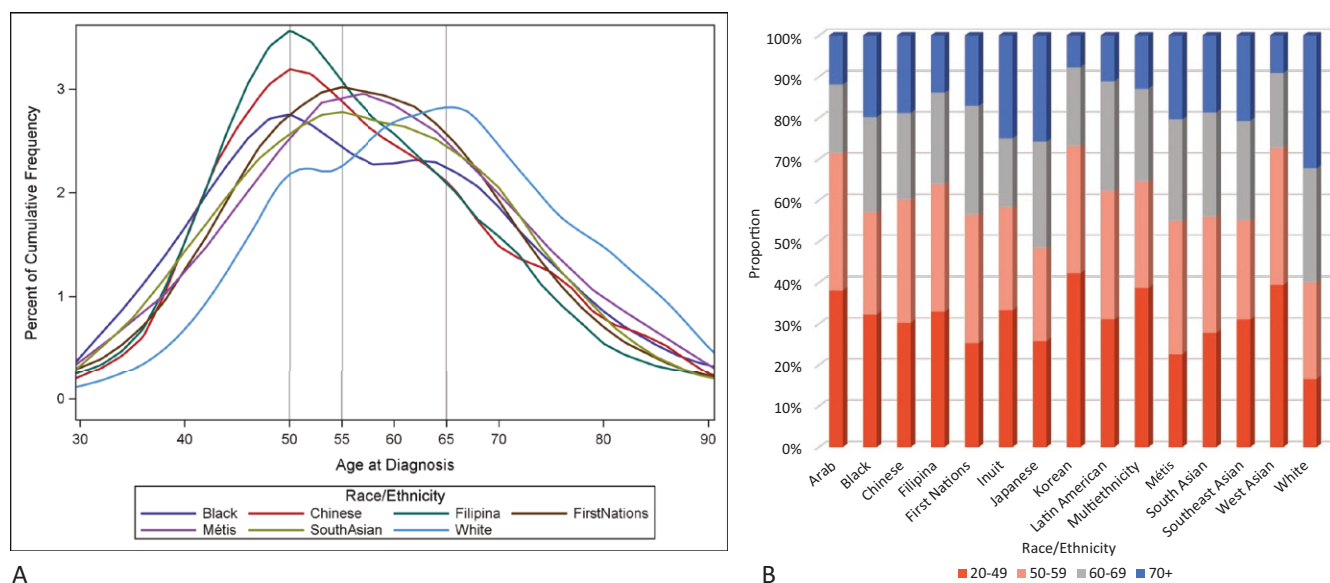 Percent of Cumulative Frequency
3
2
1
0
30 40 50 55 60 65 70 80 90
Age at Diagnosis
Race/Ethnicity
Black Chinese Filipina FirstNations
Métis SouthAsian White
A
Proportion
100%
90%
80%
70%
60%
50%
40%
30%
20%
10%
0%
Arab
Black
Chinese
Filipina
First Nations
Inuit
Japanese
Korean
Latin American
Multethnicity
Métis
South Asian
Southeast Asian
West Asian
White
Race/Ethnicity
20-49 50-59 60-69 70+
B